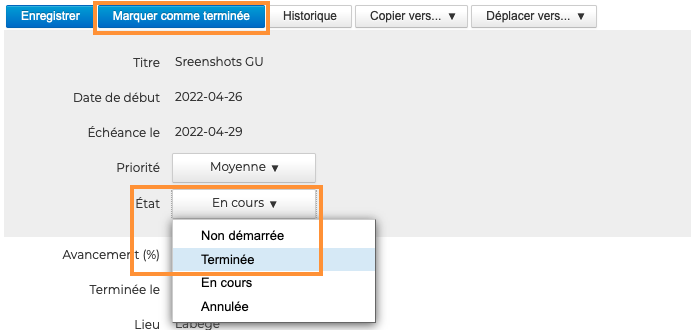 Enregistrer Marquer comme terminée Historique Copier vers... ▼ Déplacer vers... ▼
Titre Sreenshots GU
Date de début 2022-04-26
Échéance le 2022-04-29
Priorité Moyenne ▼
État En cours ▼
Non démarrée
Avancement (%) Terminée
En cours
Terminée le
Annulée
Lieu Labège